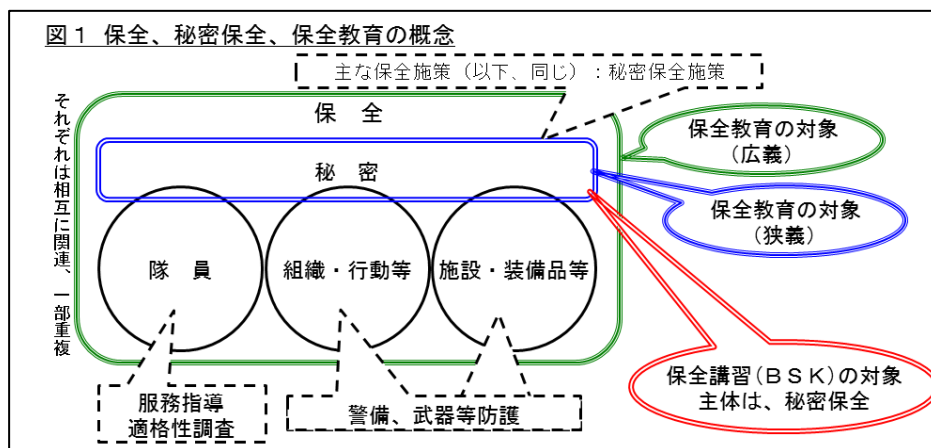 図１ 保全、秘密保全、保全教育の概念
主な保全施策（以下、同じ）：秘密保全施策
保　全
秘　密
隊　員
組織・行動等
施設・装備品等
それぞれは相互に関連、一部重複
保全教育の対象
（広義）
保全教育の対象
（狭義）
保全講習（ＢＳＫ）の対象
主体は、秘密保全
服務指導
適格性調査
警備、武器等防護